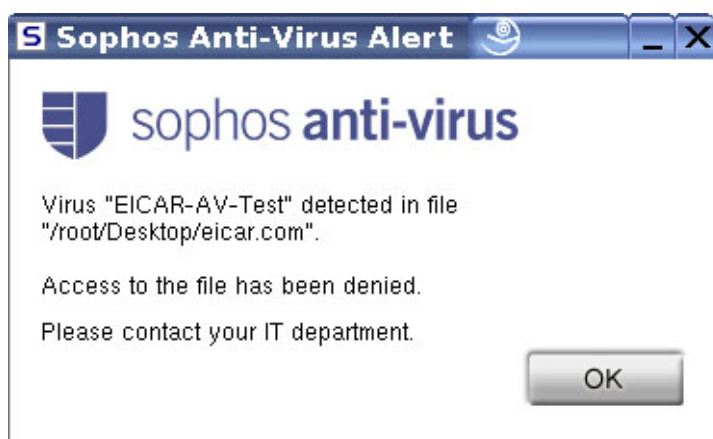 S Sophos Anti-Virus Alert
sophos anti-virus
Virus "EICAR-AV-Test" detected in file
"/root/Desktop/eicar.com".
Access to the file has been denied.
Please contact your IT department.
OK